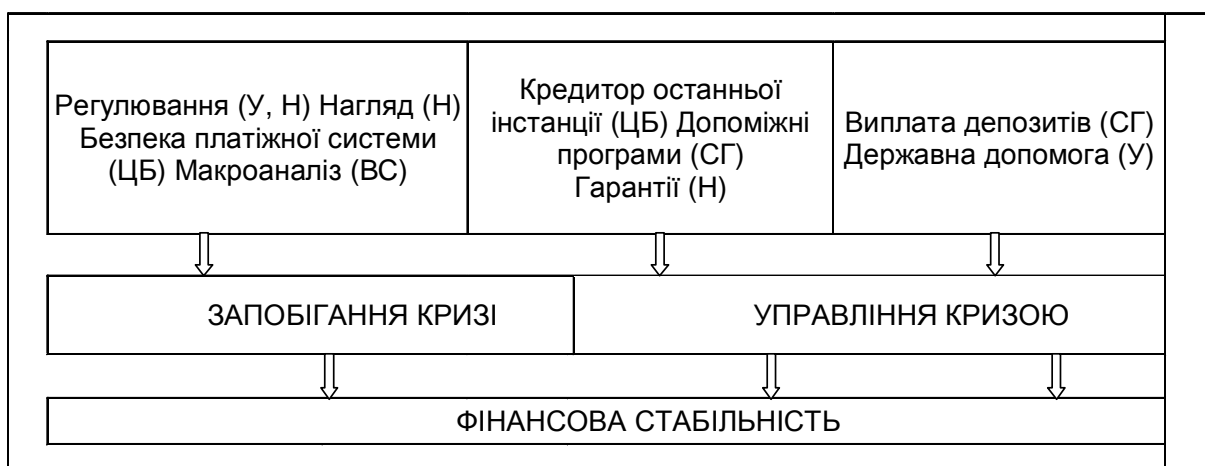 Регулювання (У, Н) Нагляд (Н)
Безпека платіжної системи
(ЦБ) Макроаналіз (ВС)
Кредитор останньої
інстанції (ЦБ) Допоміжні
програми (СГ)
Гарантії (Н)
Виплата депозитів (СГ)
Державна допомога (У)
ЗАПОБІГАННЯ КРИЗІ
УПРАВЛІННЯ КРИЗОЮ
ФІНАНСОВА СТАБІЛЬНІСТЬ